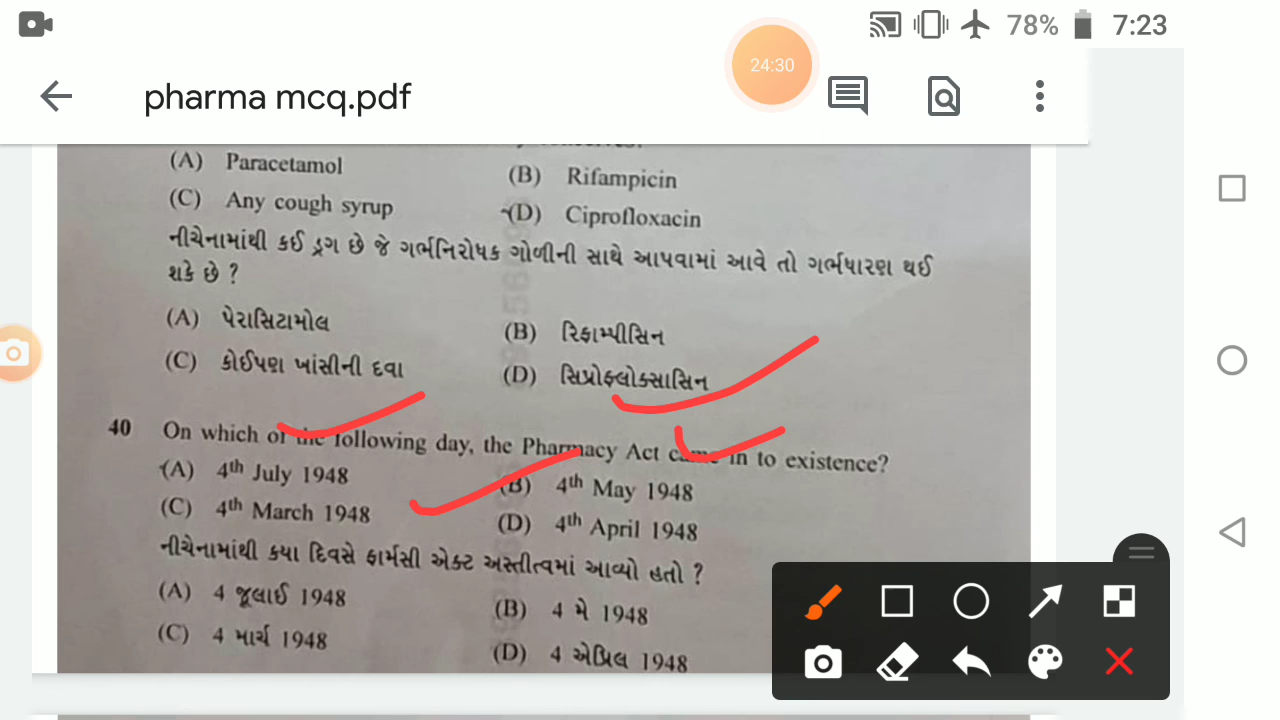 78% 7:23
24:30
pharma mcq.pdf
(A) Paracetamol (B) Rifampicin
(C) Any cough syrup (D) Ciprofloxacin
નીચેનામાંથી કઈ ડ્રગ છે જે ગર્ભનિરોધક ગોળીની સાથે આપવામાં આવે તો ગર્ભધારણ થઈ
શકે છે ?
(A) પેરાસિટામોલ (B) રિફામ્પીસિન
(C) કોઈપણ ખાંસીની દવા (D) સિપ્રોફ્લોક્સાસિન
40 On which of the following day, the Pharmacy Act came in to existence?
(A) 4th July 1948 (B) 4th May 1948
(C) 4th March 1948 (D) 4th April 1948
નીચેનામાંથી કયા દિવસે ફાર્મસી એક્ટ અસ્તીત્વમાં આવ્યો હતો ?
(A) 4 જૂલાઈ 1948 (B) 4 મે 1948
(C) 4 માર્ચ 1948 (D) 4 એપ્રિલ 1948